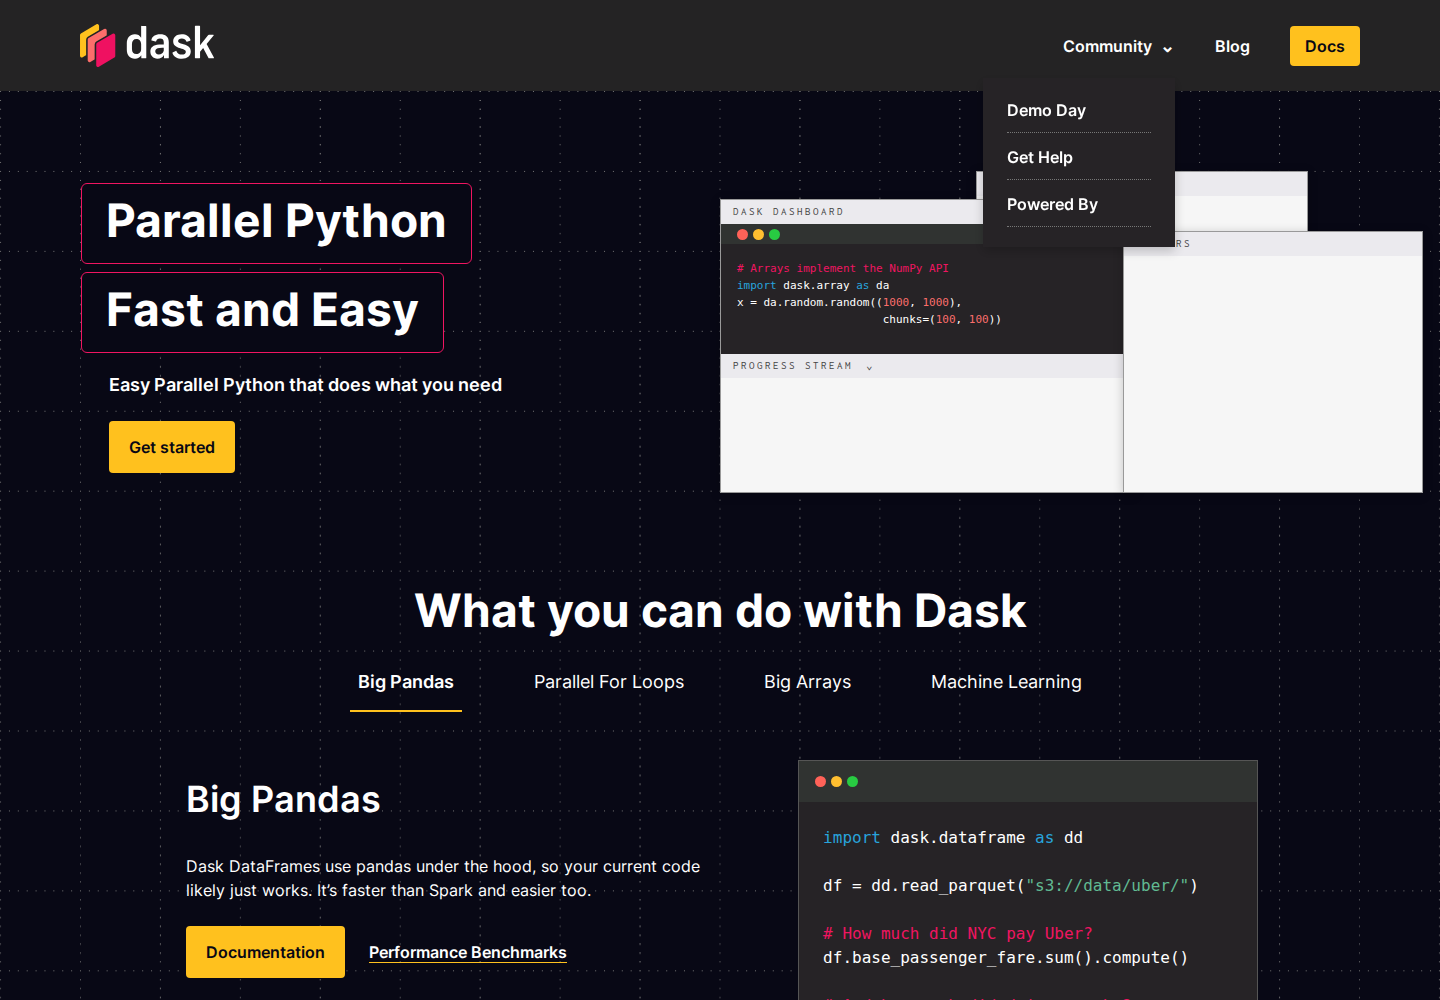 dask
Community
Blog
Docs
Demo Day
Get Help
Powered By
Parallel Python
Fast and Easy
Easy Parallel Python that does what you need
Get started
DASK DASHBOARD
# Arrays implement the NumPy API
import dask.array as da
x = da.random.random((1000, 1000),
chunks=(100, 100))
PROGRESS STREAM
RS
What you can do with Dask
Big Pandas
Parallel For Loops
Big Arrays
Machine Learning
Big Pandas
Dask DataFrames use pandas under the hood, so your current code
likely just works. It’s faster than Spark and easier too.
Documentation
Performance Benchmarks
import dask.dataframe as dd
df = dd.read_parquet("s3://data/uber/")
# How much did NYC pay Uber?
df.base_passenger_fare.sum().compute()